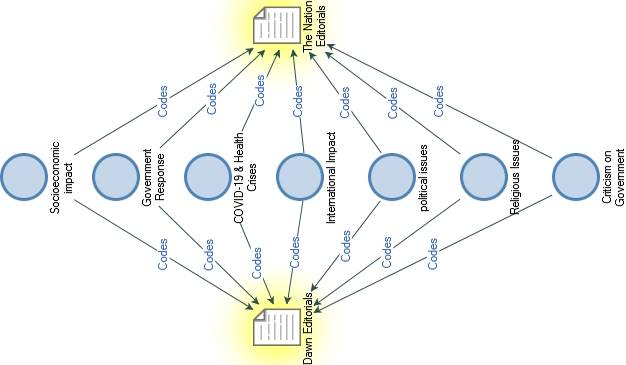 The Nation
Editorials
Codes
Codes
Codes
Codes
Codes
Codes
Codes
Socioeconomic
impact
Government
Response
COVID-19 & Health
Crises
International Impact
political issues
Religious Issues
Criticism on
Government
Codes
Codes
Codes
Codes
Codes
Codes
Codes
Dawn Editorials